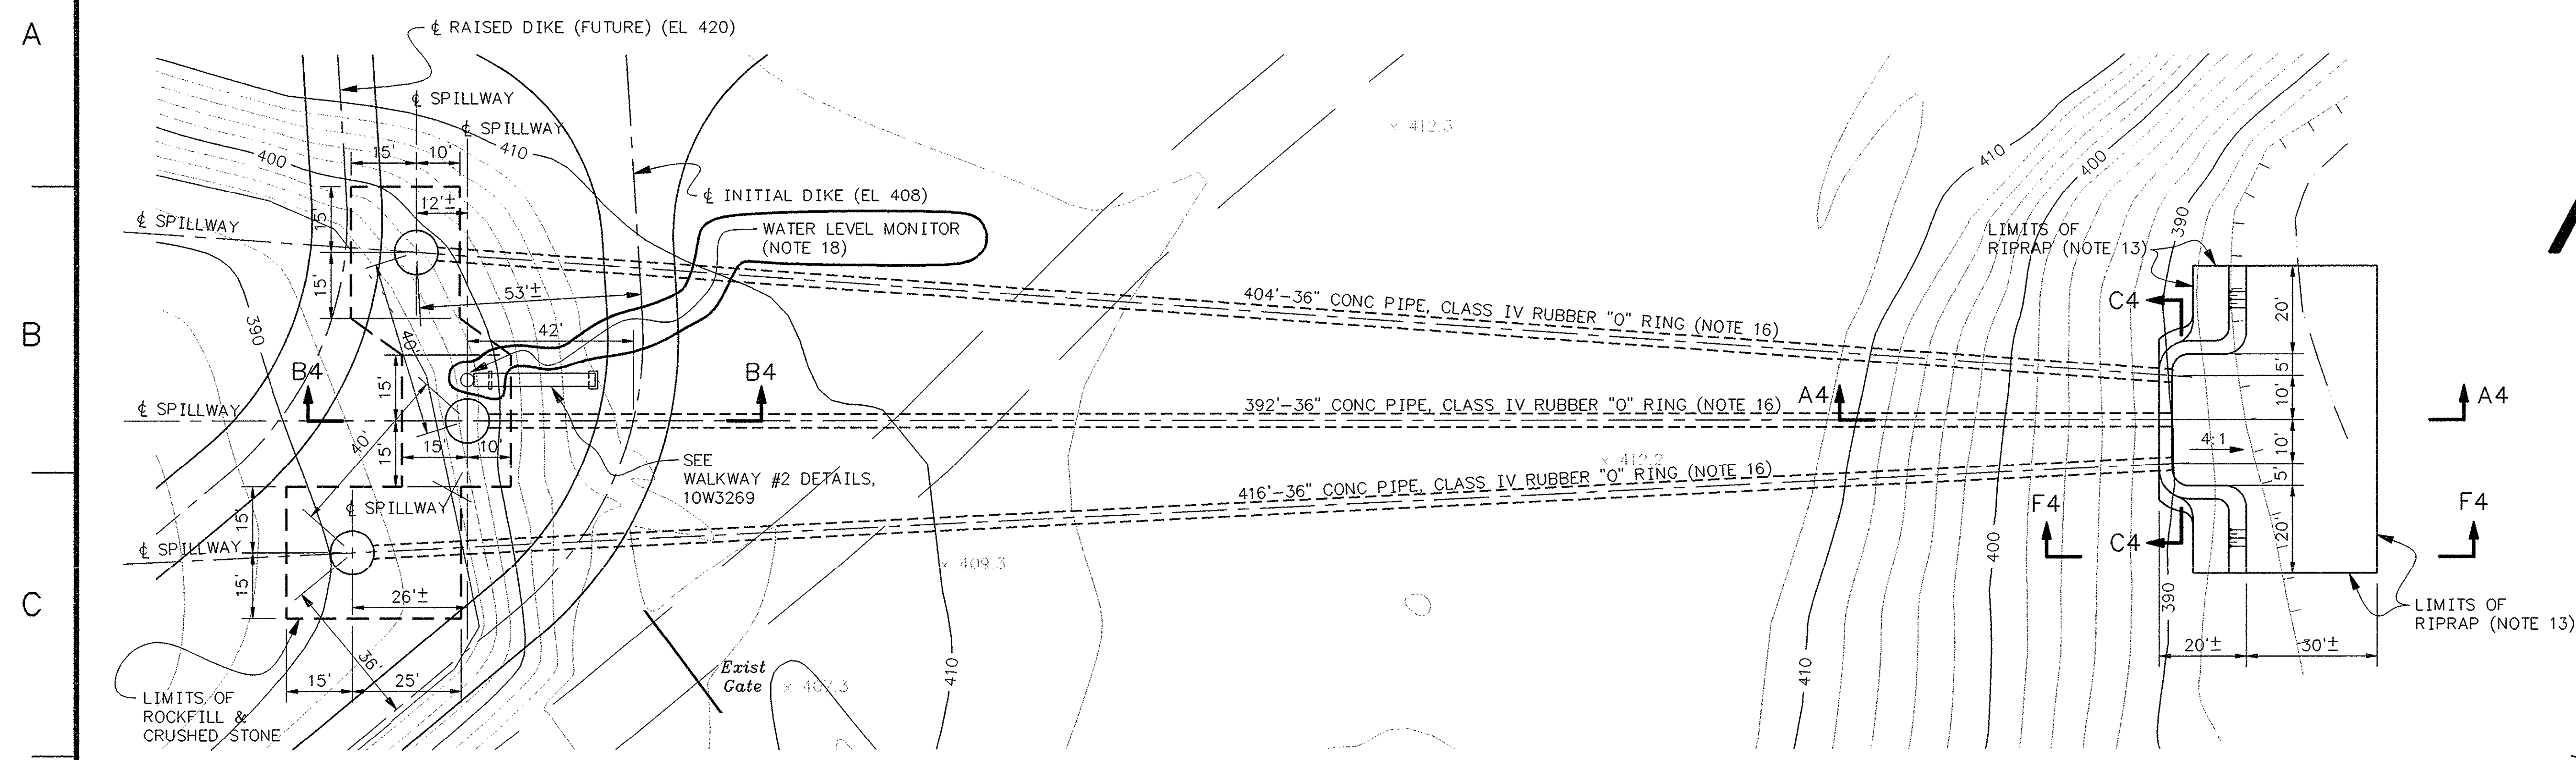 A
℄ RAISED DIKE (FUTURE) (EL 420)
℄ SPILLWAY
℄ SPILLWAY
410
x 412.3
410
400
400
15'
10'
℄ INITIAL DIKE (EL 408)
12'±
15'
℄ SPILLWAY
WATER LEVEL MONITOR
(NOTE 18)
390
LIMITS OF
RIPRAP (NOTE 13)
15'
53'±
404'-36" CONC PIPE, CLASS IV RUBBER "O" RING (NOTE 16)
C4
20'
B
390
40'
42'
5'
B4
15'
B4
A4
10'
A4
℄ SPILLWAY
392'-36" CONC PIPE, CLASS IV RUBBER "O" RING (NOTE 16)
40'
15'
15'
10'
4:1
10'
SEE
WALKWAY #2 DETAILS,
10W3269
x 412.2
416'-36" CONC PIPE, CLASS IV RUBBER "O" RING (NOTE 16)
5'
℄ SPILLWAY
15'
F4
F4
20'
C4
℄ SPILLWAY
400
15'
x 409.3
26'±
C
390
LIMITS OF
RIPRAP (NOTE 13)
36'
20'±
30'±
Exist
Gate
x 407.3
410
410
15'
25'
LIMITS OF
ROCKFILL &
CRUSHED STONE